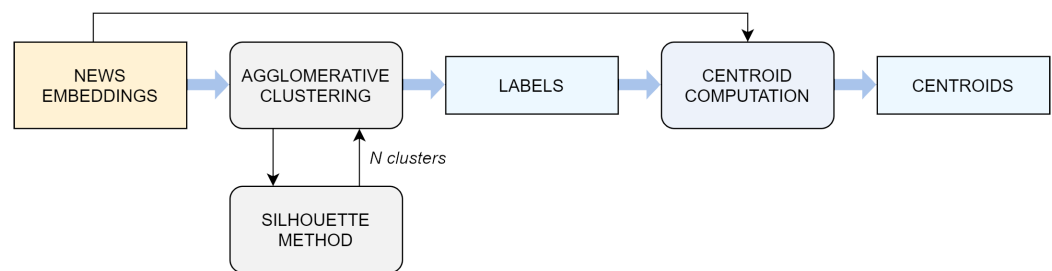 NEWS
EMBEDDINGS
AGGLOMERATIVE
CLUSTERING
LABELS
CENTROID
COMPUTATION
CENTROIDS
N clusters
SILHOUETTE
METHOD